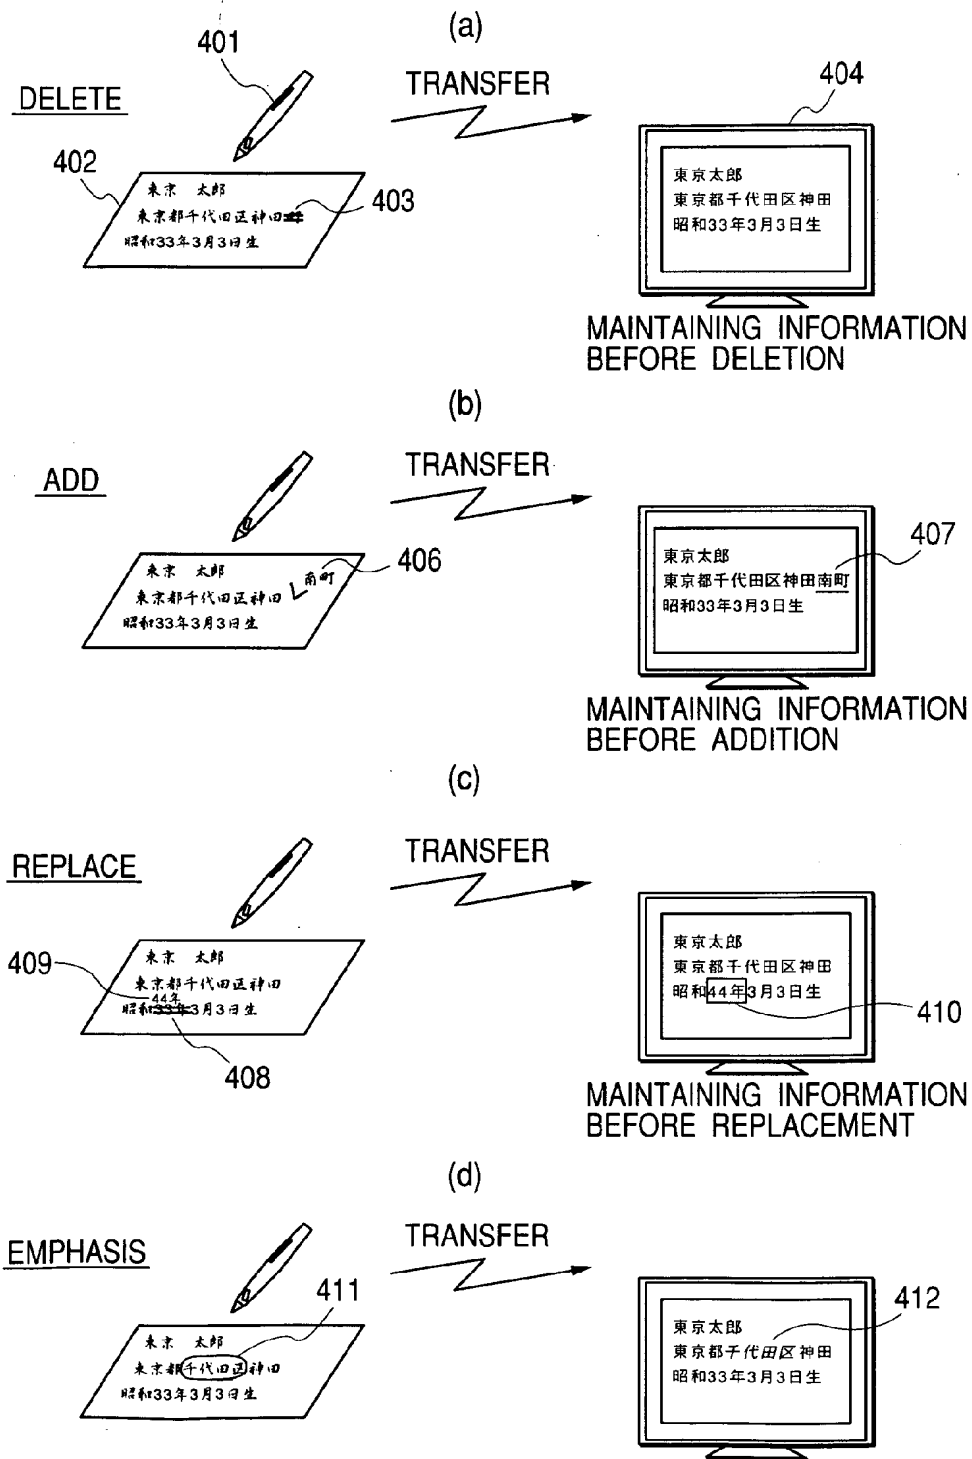 (a)
401
DELETE
TRANSFER
404
402
東京 太郎
東京都千代田区神田
昭和33年3月3日生
403
東京太郎
東京都千代田区神田
昭和33年3月3日生
MAINTAINING INFORMATION
BEFORE DELETION
(b)
ADD
TRANSFER
406
407
東京 太郎
南町
東京都千代田区神田
昭和33年3月3日生
東京太郎
東京都千代田区神田南町
昭和33年3月3日生
MAINTAINING INFORMATION
BEFORE ADDITION
(c)
REPLACE
TRANSFER
409
東京 太郎
東京都千代田区神田
44年
昭和33年3月3日生
408
東京太郎
東京都千代田区神田
昭和44年3月3日生
410
MAINTAINING INFORMATION
BEFORE REPLACEMENT
(d)
EMPHASIS
TRANSFER
411
412
東京 太郎
東京都千代田区神田
昭和33年3月3日生
東京太郎
東京都千代田区神田
昭和33年3月3日生